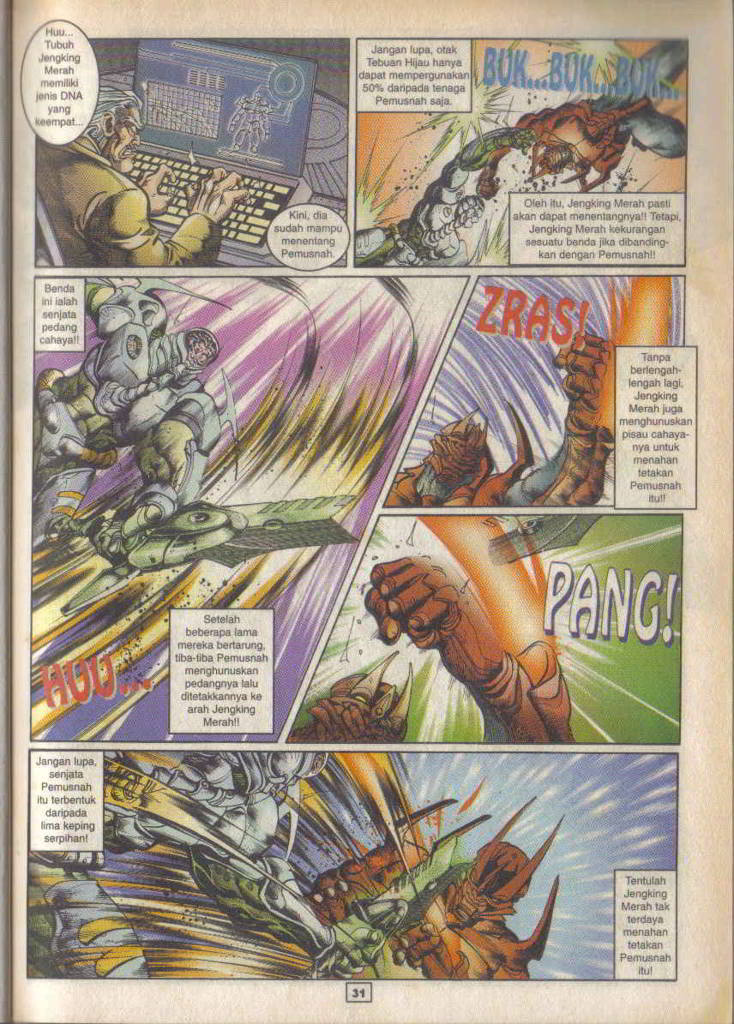 Huu...
Tubuh
Jengking
Merah
memiliki
jenis DNA
yang
keempat...
Kini, dia
sudah mampu
menentang
Pemusnah.
Jangan lupa, otak
Tebuan Hijau hanya
dapat mempergunakan
50% daripada tenaga
Pemusnah saja.
BUK...BUK...BUK...
Oleh itu, Jengking Merah pasti
akan dapat menentangnya!! Tetapi,
Jengking Merah kekurangan
sesuatu benda jika dibanding-
kan dengan Pemusnah!!
Benda
ini ialah
senjata
pedang
cahaya!!
HUU...
Setelah
beberapa lama
mereka bertarung,
tiba-tiba Pemusnah
menghunuskan
pedangnya lalu
ditetakkannya ke
arah Jengking
Merah!!
ZRAS!
Tanpa
berlengah-
lengah lagi,
Jengking
Merah juga
menghunuskan
pisau cahaya-
nya untuk
menahan
tetakan
Pemusnah
itu!!
PANG!
Jangan lupa,
senjata
Pemusnah
itu terbentuk
daripada
lima keping
serpihan!
Tentulah
Jengking
Merah tak
terdaya
menahan
tetakan
Pemusnah
itu!
31